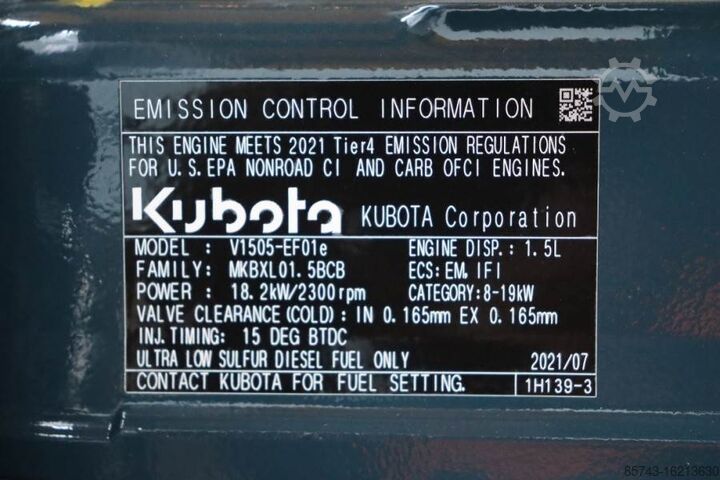 EMISSION CONTROL INFORMATION
THIS ENGINE MEETS 2021 Tier4 EMISSION REGULATIONS
FOR U.S.EPA NONROAD CI AND CARB OFCI ENGINES.
Kubota KUBOTA Corporation
MODEL : V1505-EF01e ENGINE DISP.: 1.5L
FAMILY: MKBXL01.5BCB ECS:EM,IFI
POWER : 18.2kW/2300rpm CATEGORY:8-19kW
VALVE CLEARANCE(COLD): IN 0.165mm EX 0.165mm
INJ.TIMING: 15 DEG BTDC
ULTRA LOW SULFUR DIESEL FUEL ONLY 2021/07
CONTACT KUBOTA FOR FUEL SETTING. 1H139-3
85743-16213630